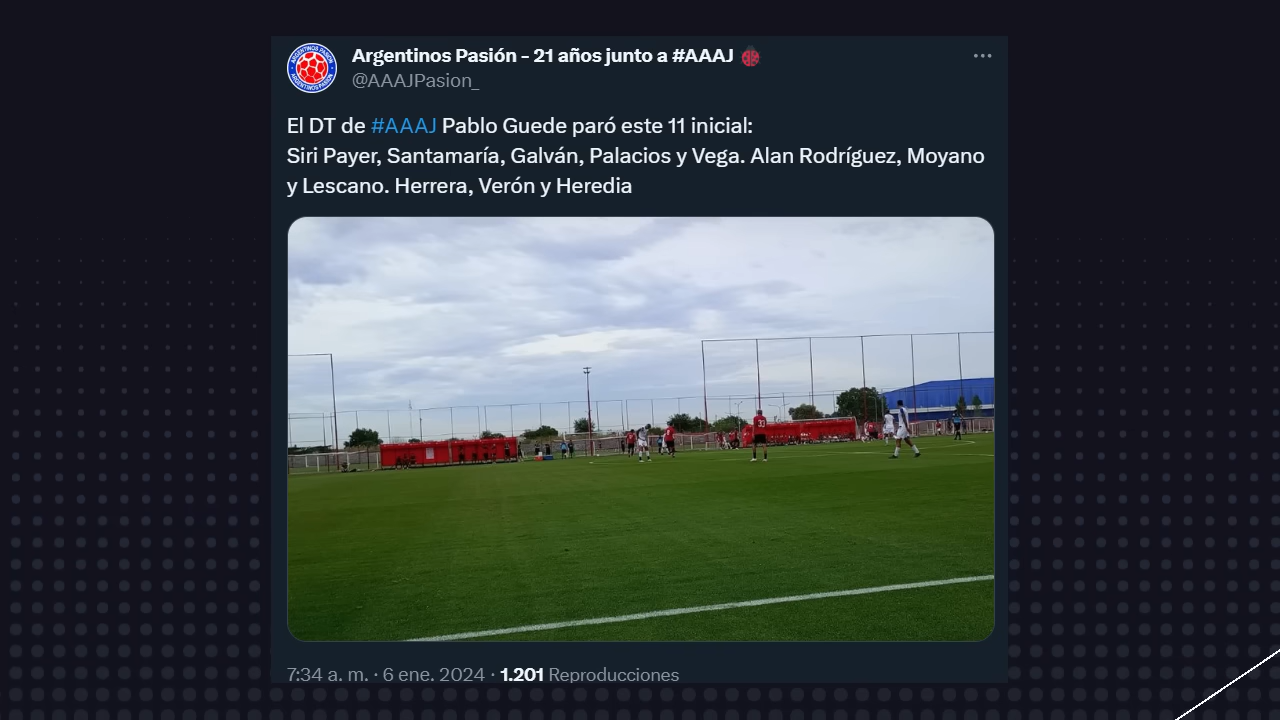 Argentinos Pasión - 21 años junto a #AAAJ 🐞
@AAAJPasion_
El DT de #AAAJ Pablo Guede paró este 11 inicial:
Siri Payer, Santamaría, Galván, Palacios y Vega. Alan Rodríguez, Moyano
y Lescano. Herrera, Verón y Heredia
7:34 a. m. · 6 ene. 2024 · 1.201 Reproducciones